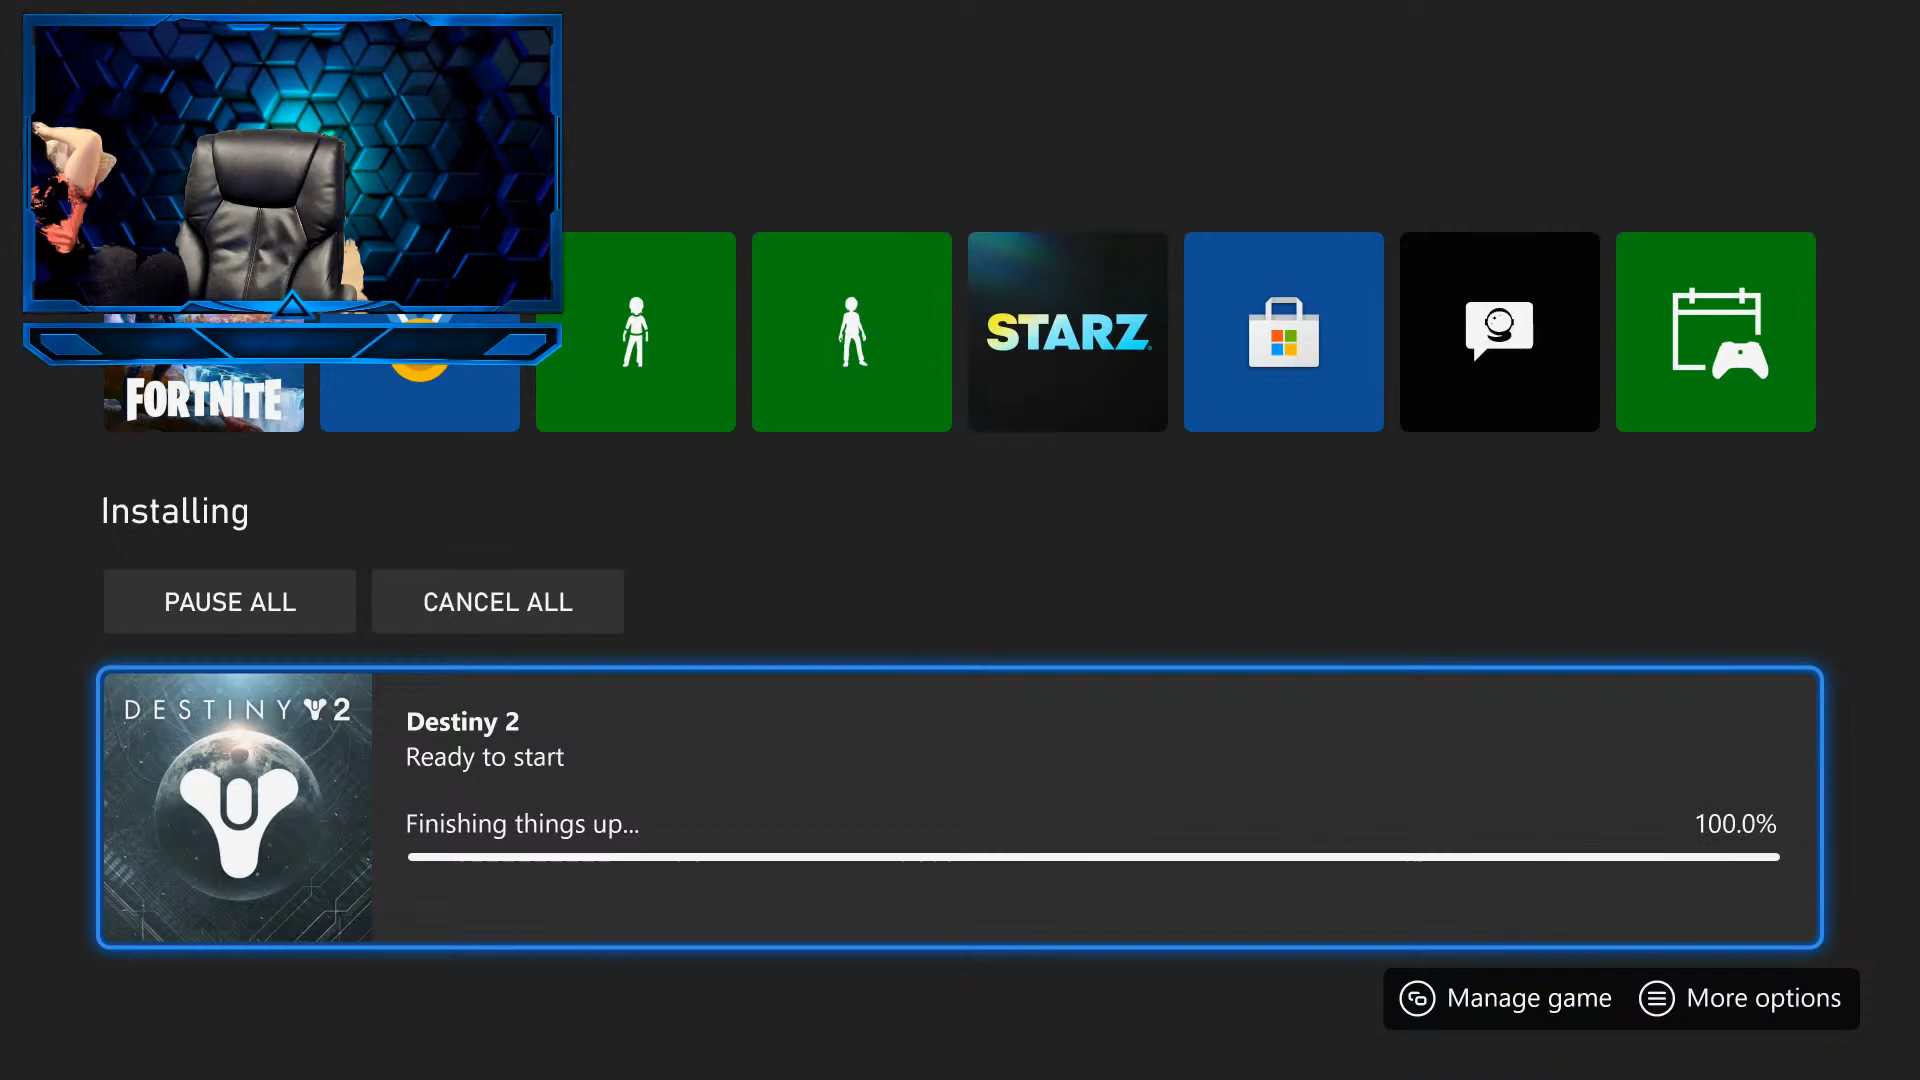 FORTNITE
STARZ
Installing
PAUSE ALL
CANCEL ALL
DESTINY 2
Destiny 2
Ready to start
Finishing things up...
100.0%
Manage game
More options